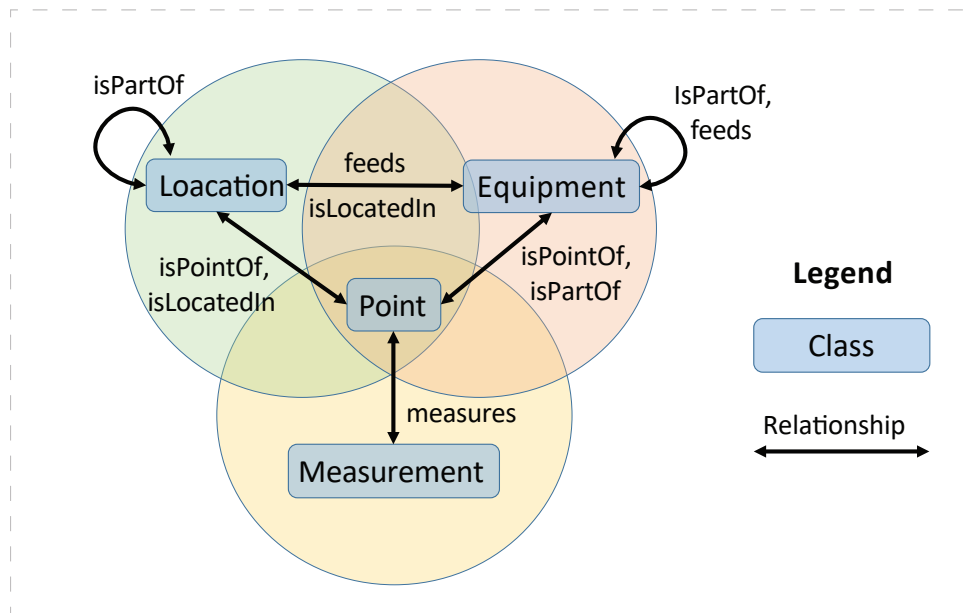 isPartOf
IsPartOf,
feeds
Loacation
feeds
isLocatedIn
Equipment
isPointOf,
isLocatedIn
isPointOf,
isPartOf
Point
measures
Measurement
Legend
Class
Relationship